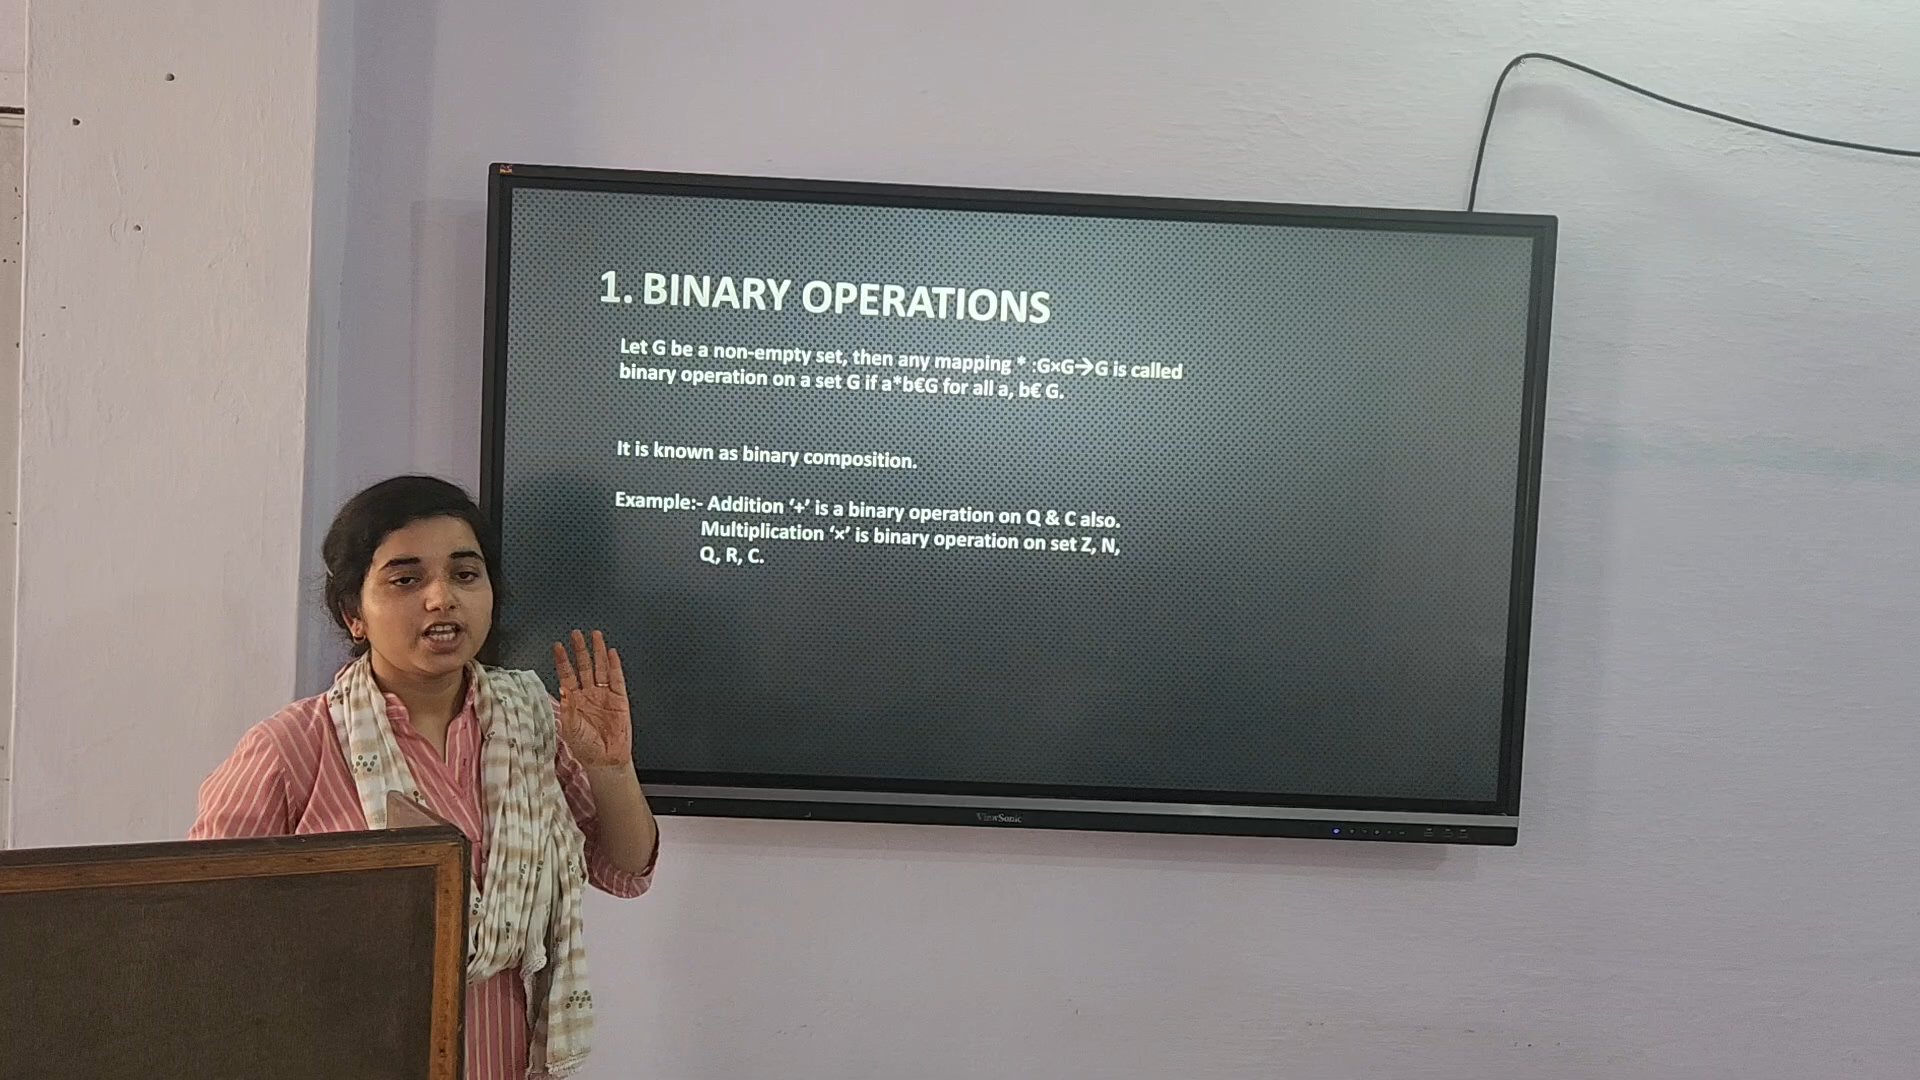 1. BINARY OPERATIONS
Let G be a non-empty set, then any mapping * :G×G→G is called
binary operation on a set G if a*b€G for all a, b€ G.
It is known as binary composition.
Example:- Addition ‘+’ is a binary operation on Q & C also.
Multiplication ‘×’ is binary operation on set Z, N,
Q, R, C.
ViewSonic